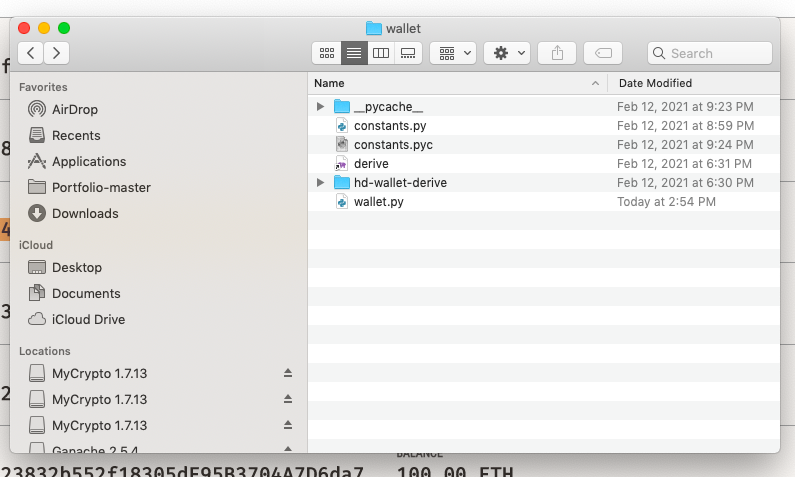 wallet
Search
Favorites
AirDrop
Recents
Applications
Portfolio-master
Downloads
iCloud
Desktop
Documents
iCloud Drive
Locations
MyCrypto 1.7.13
MyCrypto 1.7.13
MyCrypto 1.7.13
Ganache 2.5.4
Name Date Modified
__pycache__ Feb 12, 2021 at 9:23 PM
constants.py Feb 12, 2021 at 8:59 PM
constants.pyc Feb 12, 2021 at 9:24 PM
derive Feb 12, 2021 at 6:31 PM
hd-wallet-derive Feb 12, 2021 at 6:30 PM
wallet.py Today at 2:54 PM
f
8
4
3
2
BALANCE
23832b552f18305dF95B3704A7D6da7 100.00 ETH